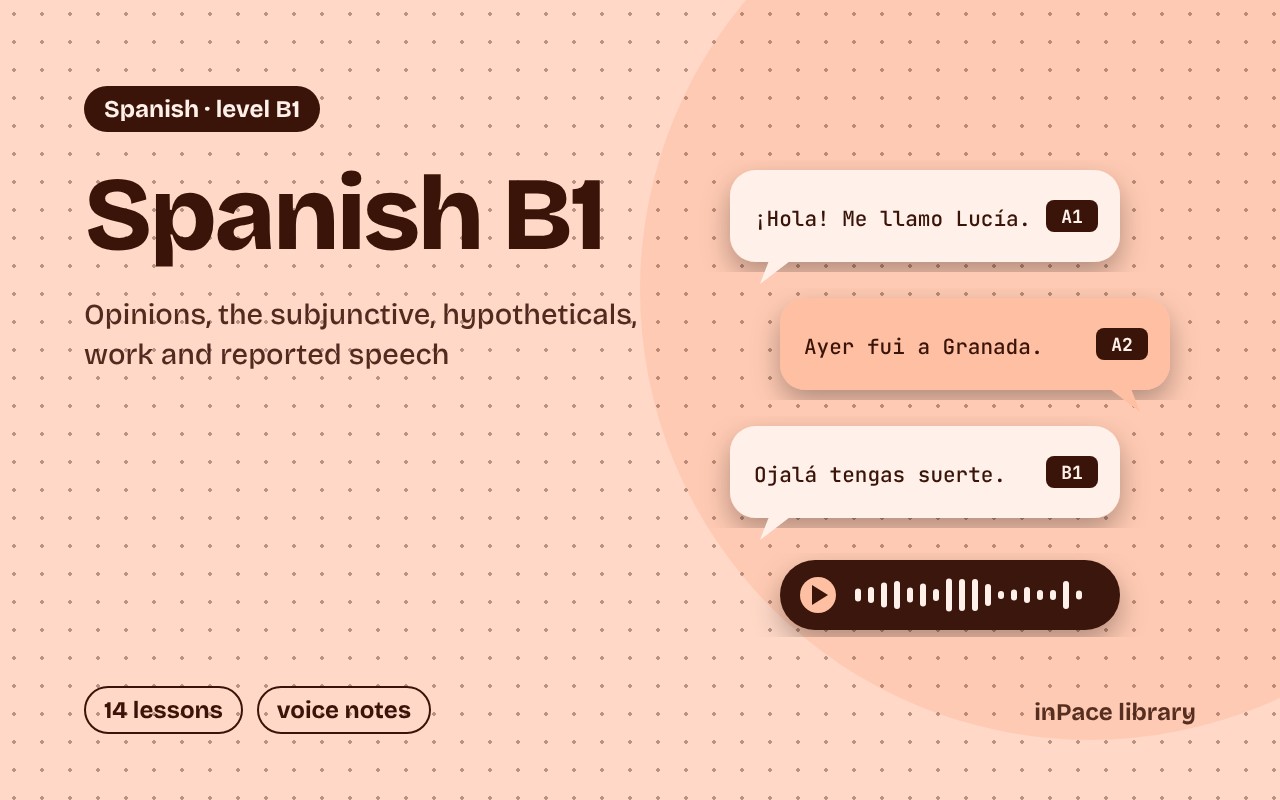 Spanish · level B1
Spanish B1
Opinions, the subjunctive, hypotheticals,
work and reported speech
¡Hola! Me llamo Lucía. A1
Ayer fui a Granada. A2
Ojalá tengas suerte. B1
14 lessons
voice notes
inPace library